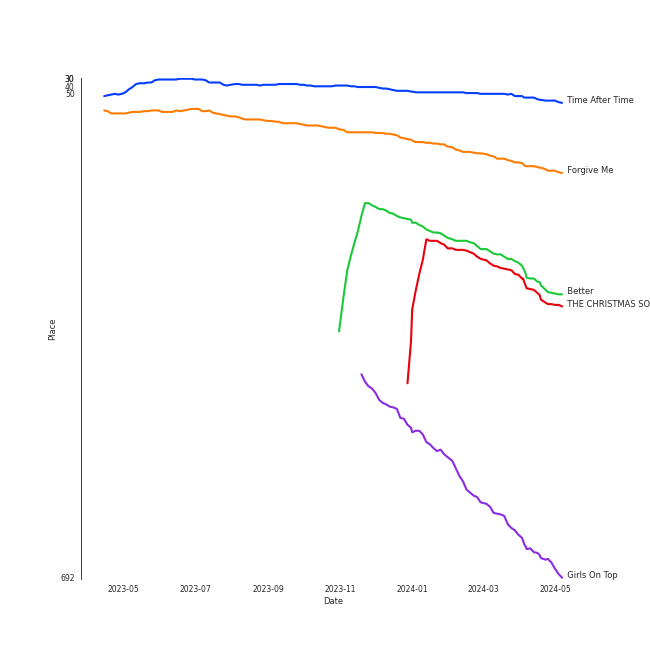 30
40
50
Time After Time
Forgive Me
Better
THE CHRISTMAS SO
Place
Girls On Top
692
2023-05 2023-07 2023-09 2023-11 2024-01 2024-03 2024-05
Date